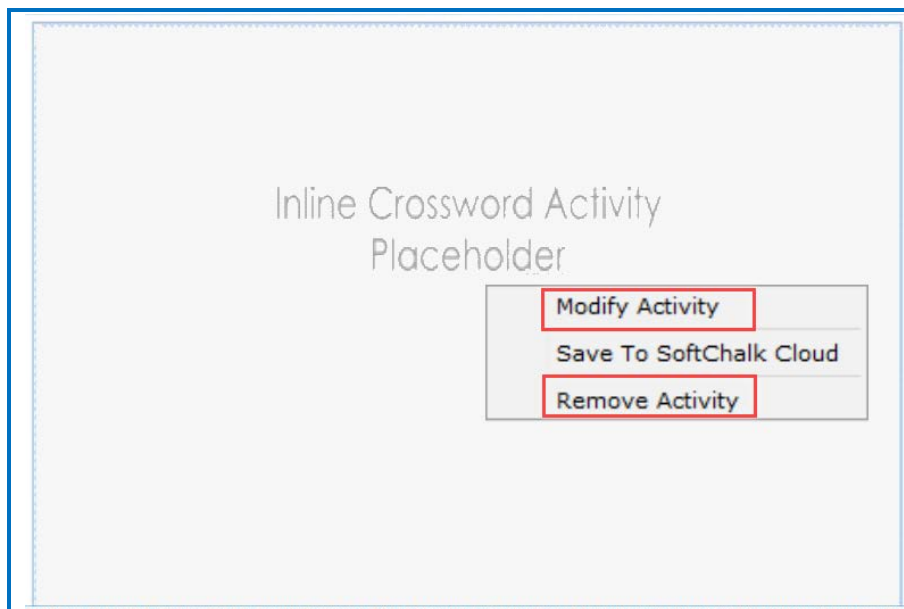 Inline Crossword Activity
Placeholder
Modify Activity
Save To SoftChalk Cloud
Remove Activity